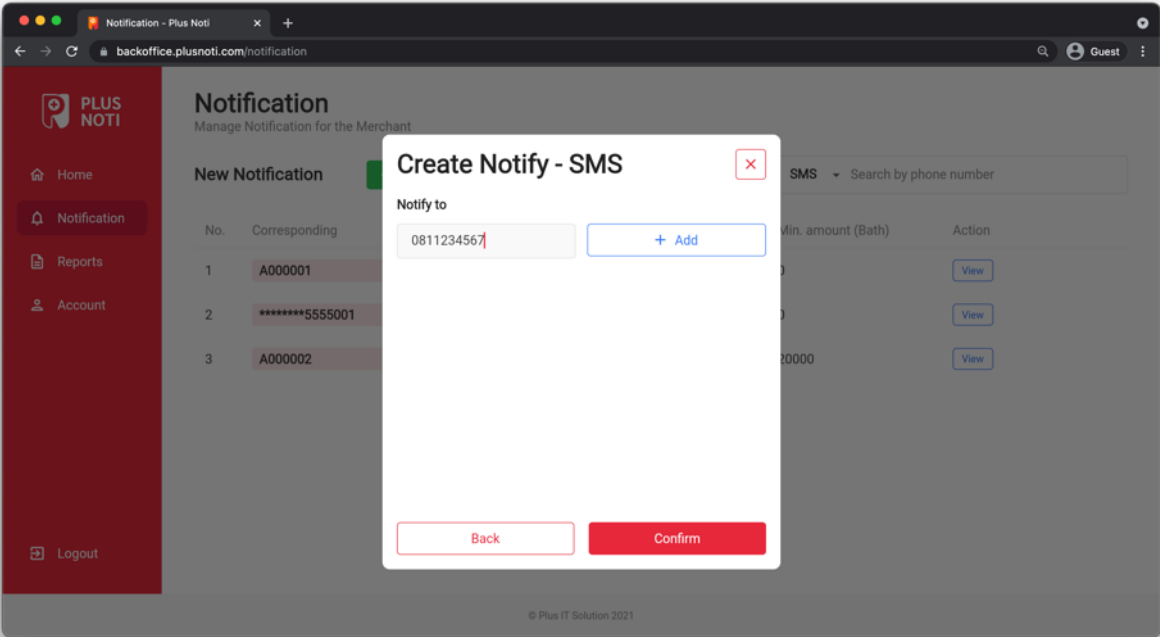 Notification - Plus Noti
backoffice.plusnoti.com/notification
Guest
PLUS
NOTI
Home
Notification
Reports
Account
Logout
Notification
Manage Notification for the Merchant
New Notification
SMS
Search by phone number
No. Corresponding Min. amount (Bath) Action
1 A000001 0 View
2 ********5555001 0 View
3 A000002 20000 View
Create Notify - SMS
Notify to
0811234567
+ Add
Back
Confirm
© Plus IT Solution 2021